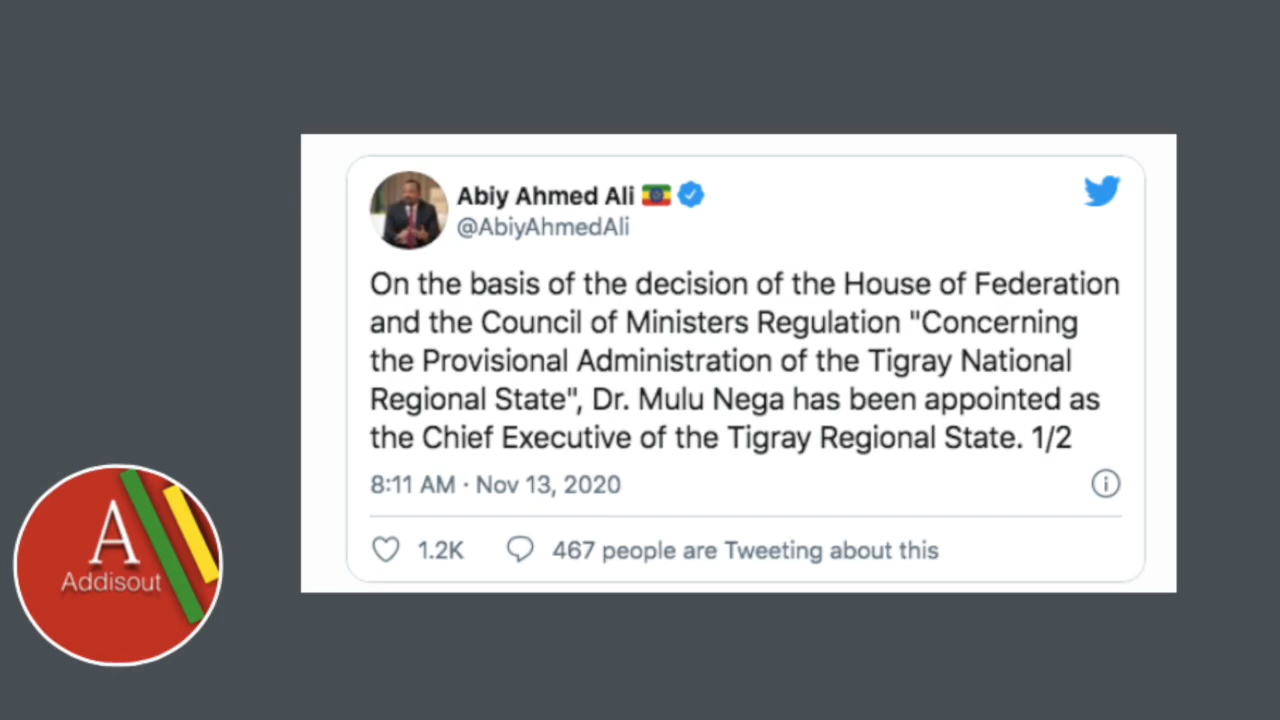 Abiy Ahmed Ali
@AbiyAhmedAli
On the basis of the decision of the House of Federation
and the Council of Ministers Regulation "Concerning
the Provisional Administration of the Tigray National
Regional State", Dr. Mulu Nega has been appointed as
the Chief Executive of the Tigray Regional State. 1/2
8:11 AM · Nov 13, 2020
1.2K 467 people are Tweeting about this
A
Addisout